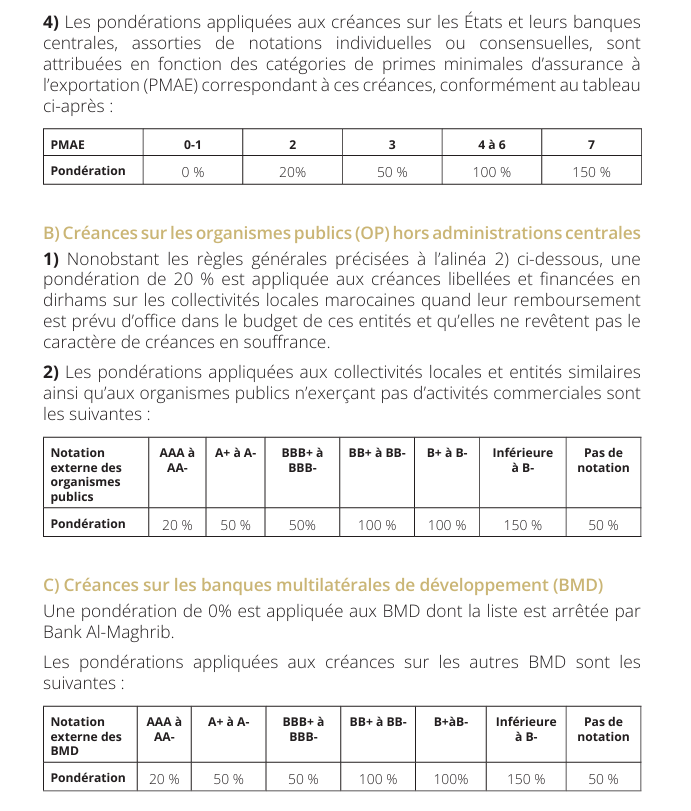 4) Les pondérations appliquées aux créances sur les États et leurs banques
centrales, assorties de notations individuelles ou consensuelles, sont
attribuées en fonction des catégories de primes minimales d’assurance à
l’exportation (PMAE) correspondant à ces créances, conformément au tableau
ci-après :
PMAE 0-1 2 3 4 à 6 7
Pondération 0 % 20% 50 % 100 % 150 %
B) Créances sur les organismes publics (OP) hors administrations centrales
1) Nonobstant les règles générales précisées à l’alinéa 2) ci-dessous, une
pondération de 20 % est appliquée aux créances libellées et financées en
dirhams sur les collectivités locales marocaines quand leur remboursement
est prévu d’office dans le budget de ces entités et qu’elles ne revêtent pas le
caractère de créances en souffrance.
2) Les pondérations appliquées aux collectivités locales et entités similaires
ainsi qu’aux organismes publics n’exerçant pas d’activités commerciales sont
les suivantes :
Notation AAA à A+ à A- BBB+ à BB+ à BB- B+ à B- Inférieure Pas de
externe des AA- BBB- à B- notation
organismes
publics
Pondération 20 % 50 % 50% 100 % 100 % 150 % 50 %
C) Créances sur les banques multilatérales de développement (BMD)
Une pondération de 0% est appliquée aux BMD dont la liste est arrêtée par
Bank Al-Maghrib.
Les pondérations appliquées aux créances sur les autres BMD sont les
suivantes :
Notation AAA à A+ à A- BBB+ à BB+ à BB- B+àB- Inférieure Pas de
externe des AA- BBB- à B- notation
BMD
Pondération 20 % 50 % 50 % 100 % 100% 150 % 50 %